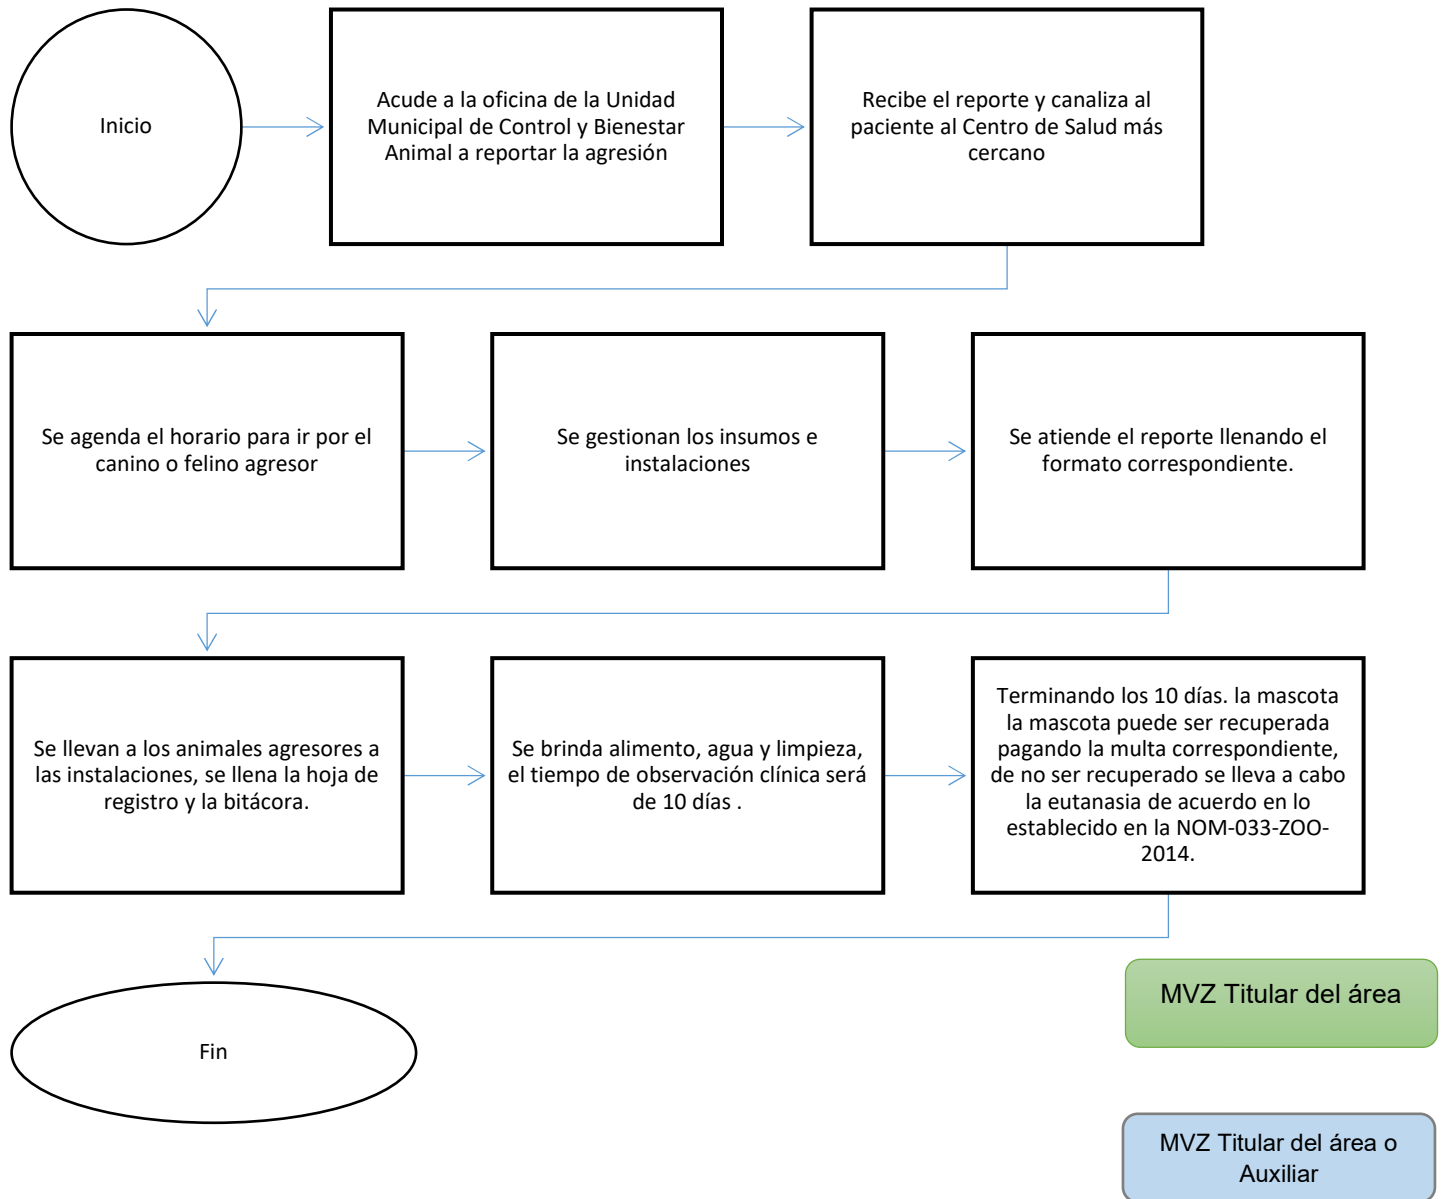 Inicio
Acude a la oficina de la Unidad
Municipal de Control y Bienestar
Animal a reportar la agresión
Recibe el reporte y canaliza al
paciente al Centro de Salud más
cercano
Se agenda el horario para ir por el
canino o felino agresor
Se gestionan los insumos e
instalaciones
Se atiende el reporte llenando el
formato correspondiente.
Se llevan a los animales agresores a
las instalaciones, se llena la hoja de
registro y la bitácora.
Se brinda alimento, agua y limpieza,
el tiempo de observación clínica será
de 10 días .
Terminando los 10 días. la mascota
la mascota puede ser recuperada
pagando la multa correspondiente,
de no ser recuperado se lleva a cabo
la eutanasia de acuerdo en lo
establecido en la NOM-033-ZOO-
2014.
Fin
MVZ Titular del área
MVZ Titular del área o
Auxiliar